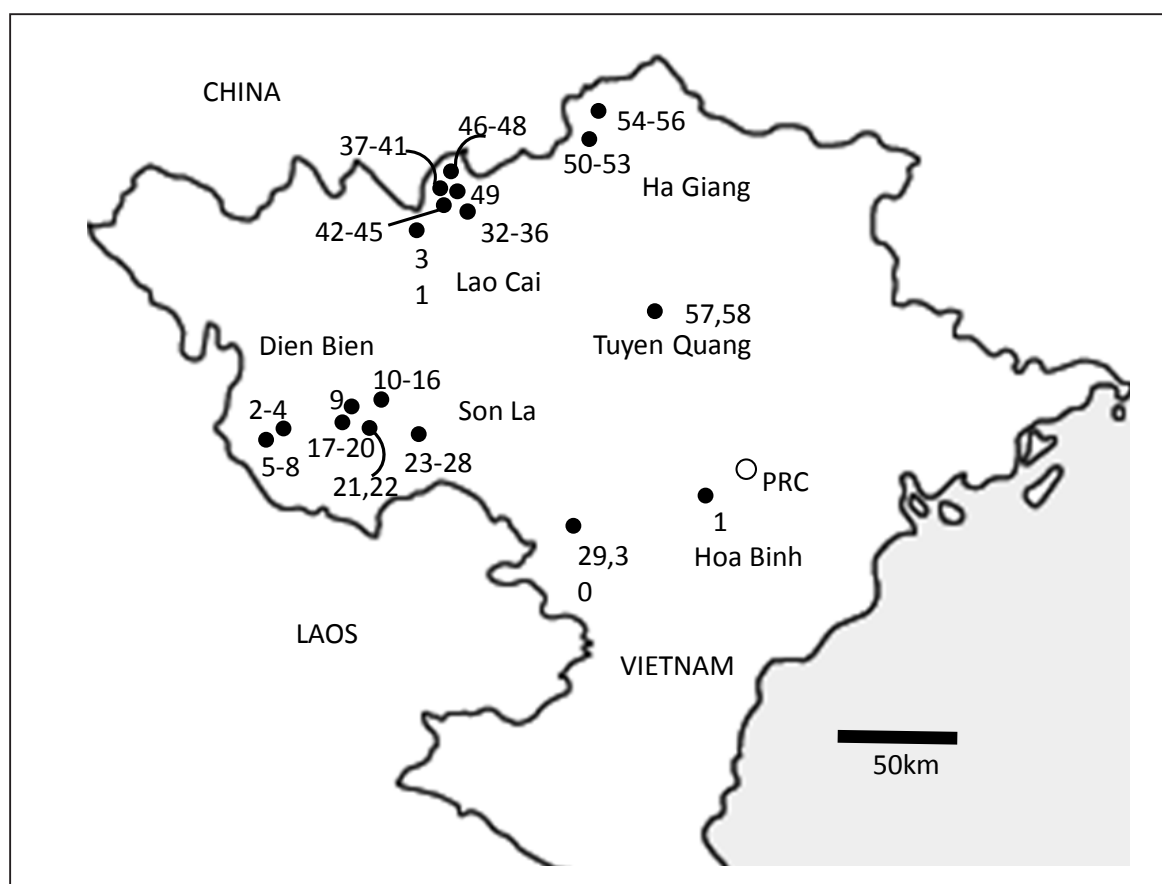 CHINA
46-48
54-56
37-41
50-53
Ha Giang
49
42-45
32-36
3
1
Lao Cai
57,58
Tuyen Quang
Dien Bien
10-16
9
Son La
2-4
17-20
5-8
23-28
21,22
PRC
1
Hoa Binh
29,3
0
LAOS
VIETNAM
50km